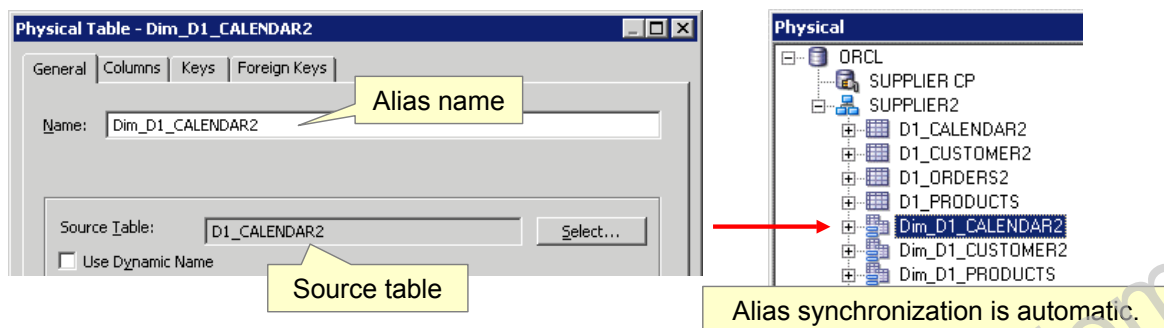 Physical Table - Dim_D1_CALENDAR2
General Columns Keys Foreign Keys
Alias name
Name: Dim_D1_CALENDAR2
Source Table: D1_CALENDAR2 Select...
Use Dynamic Name
Source table
Physical
ORCL
SUPPLIER CP
SUPPLIER2
D1_CALENDAR2
D1_CUSTOMER2
D1_ORDERS2
D1_PRODUCTS
Dim_D1_CALENDAR2
Dim_D1_CUSTOMER2
Dim_D1_PRODUCTS
Alias synchronization is automatic.